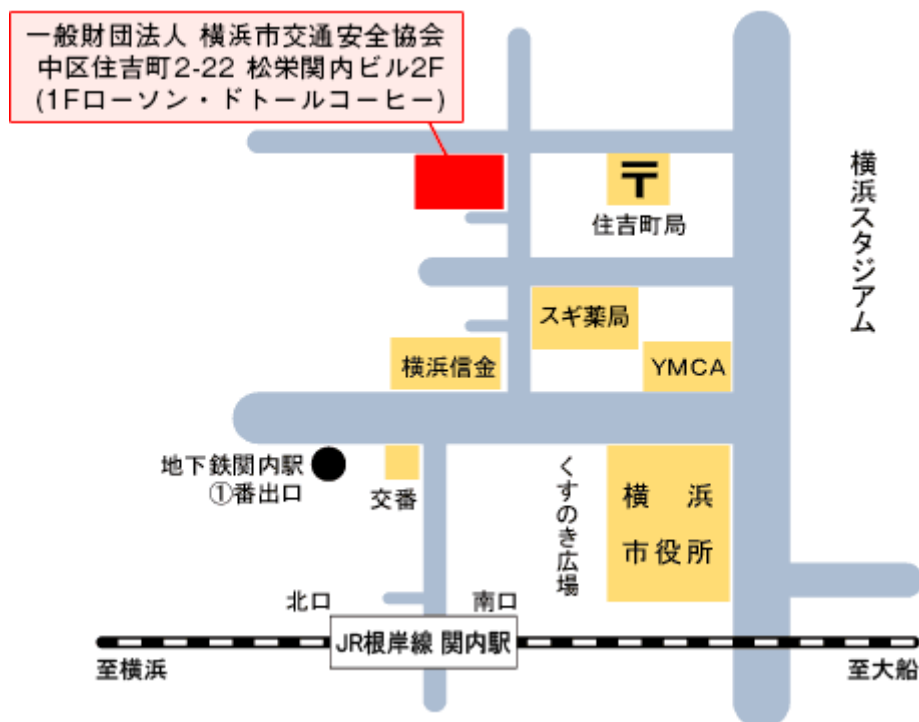 一般財団法人 横浜市交通安全協会
中区住吉町2-22 松栄関内ビル2F
(1Fローソン・ドトールコーヒー)
〒
住吉町局
横浜スタジアム
スギ薬局
横浜信金
YMCA
地下鉄関内駅
①番出口
交番
くすのき広場
横 浜
市役所
北口
南口
JR根岸線 関内駅
至横浜
至大船